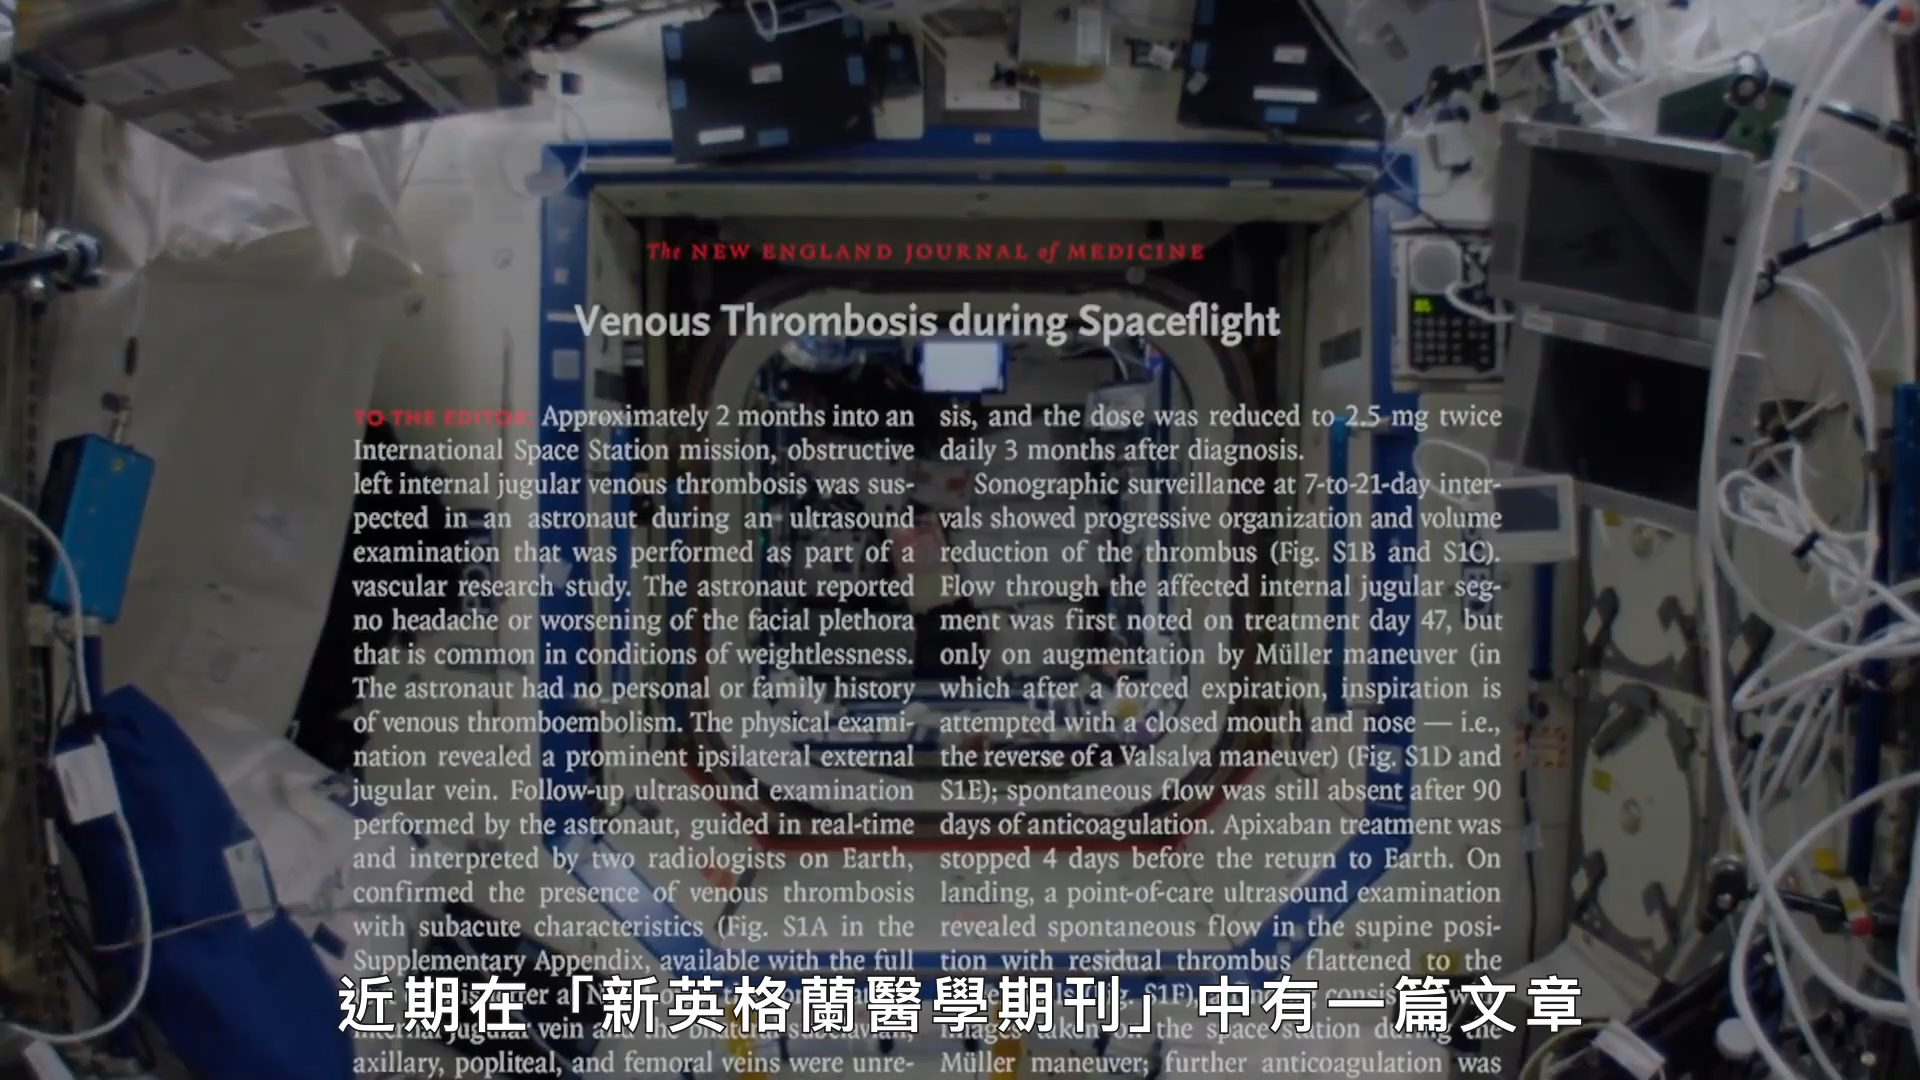 The NEW ENGLAND JOURNAL of MEDICINE
Venous Thrombosis during Spaceflight
TO THE EDITOR: Approximately 2 months into an
International Space Station mission, obstructive
left internal jugular venous thrombosis was sus-
pected in an astronaut during an ultrasound
examination that was performed as part of a
vascular research study. The astronaut reported
no headache or worsening of the facial plethora
that is common in conditions of weightlessness.
The astronaut had no personal or family history
of venous thromboembolism. The physical exami-
nation revealed a prominent ipsilateral external
jugular vein. Follow-up ultrasound examination
performed by the astronaut, guided in real-time
and interpreted by two radiologists on Earth,
confirmed the presence of venous thrombosis
with subacute characteristics (Fig. S1A in the
Supplementary Appendix, available with the full
vein
axillary, popliteal, and femoral veins were unre-
sis, and the dose was reduced to 2.5 mg twice
daily 3 months after diagnosis.
Sonographic surveillance at 7-to-21-day inter-
vals showed progressive organization and volume
reduction of the thrombus (Fig. S1B and S1C).
Flow through the affected internal jugular seg-
ment was first noted on treatment day 47, but
only on augmentation by Müller maneuver (in
which after a forced expiration, inspiration is
attempted with a closed mouth and nose — i.e.,
the reverse of a Valsalva maneuver) (Fig. S1D and
S1E); spontaneous flow was still absent after 90
days of anticoagulation. Apixaban treatment was
stopped 4 days before the return to Earth. On
landing, a point-of-care ultrasound examination
revealed spontaneous flow in the supine posi-
tion with residual thrombus flattened to the
S1F),
the space station during the
Müller maneuver; further anticoagulation was
近期在「新英格蘭醫學期刊」中有一篇文章